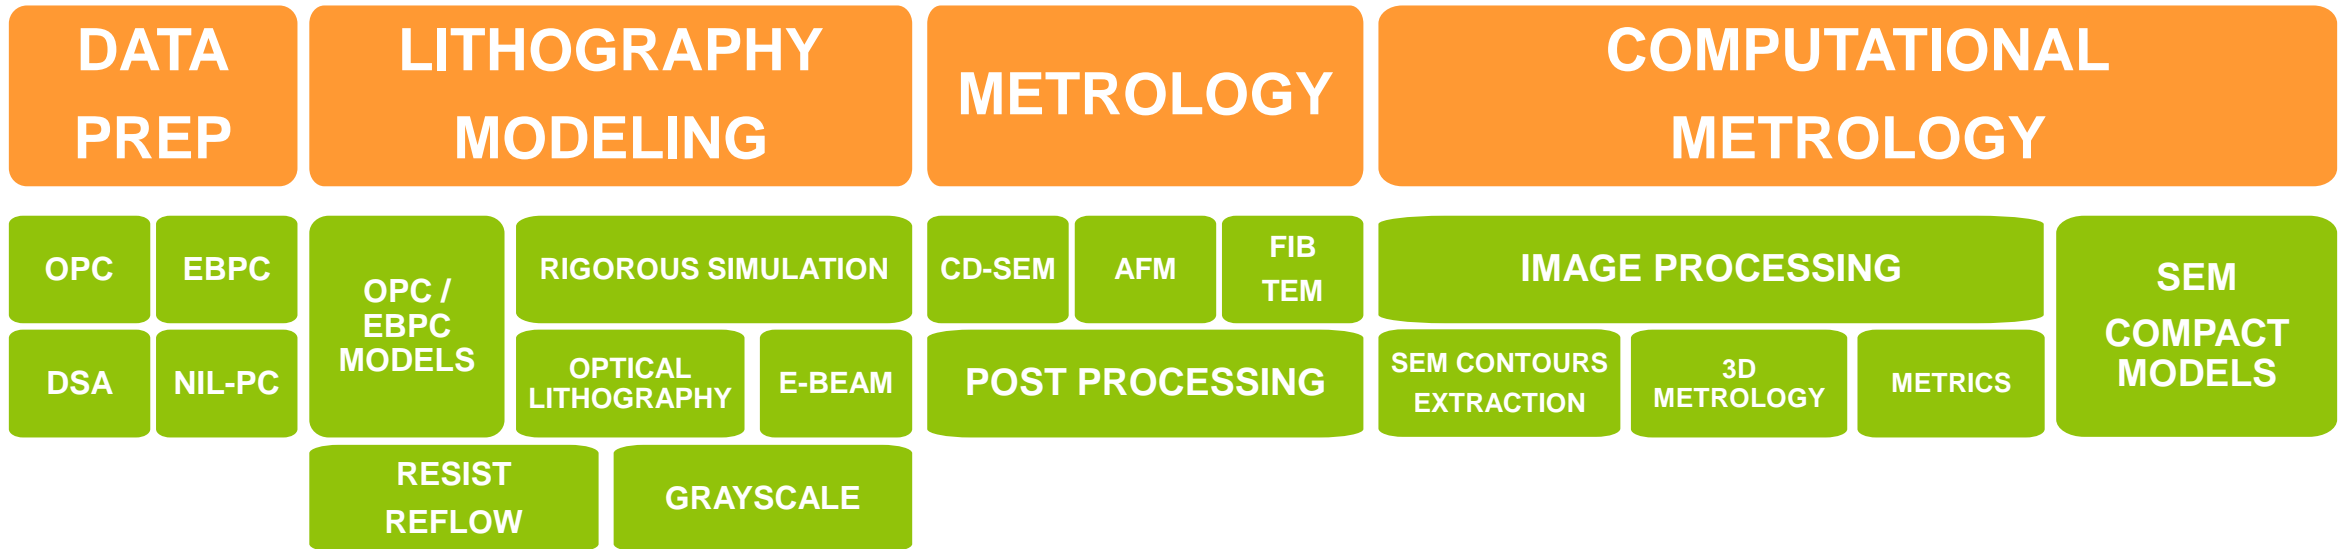 DATA
PREP
LITHOGRAPHY
MODELING
METROLOGY
COMPUTATIONAL
METROLOGY
OPC
EBPC
DSA
NIL-PC
OPC /
EBPC
MODELS
RIGOROUS SIMULATION
OPTICAL
LITHOGRAPHY
E-BEAM
RESIST
REFLOW
GRAYSCALE
CD-SEM
AFM
FIB
TEM
POST PROCESSING
IMAGE PROCESSING
SEM CONTOURS
EXTRACTION
3D
METROLOGY
METRICS
SEM
COMPACT
MODELS